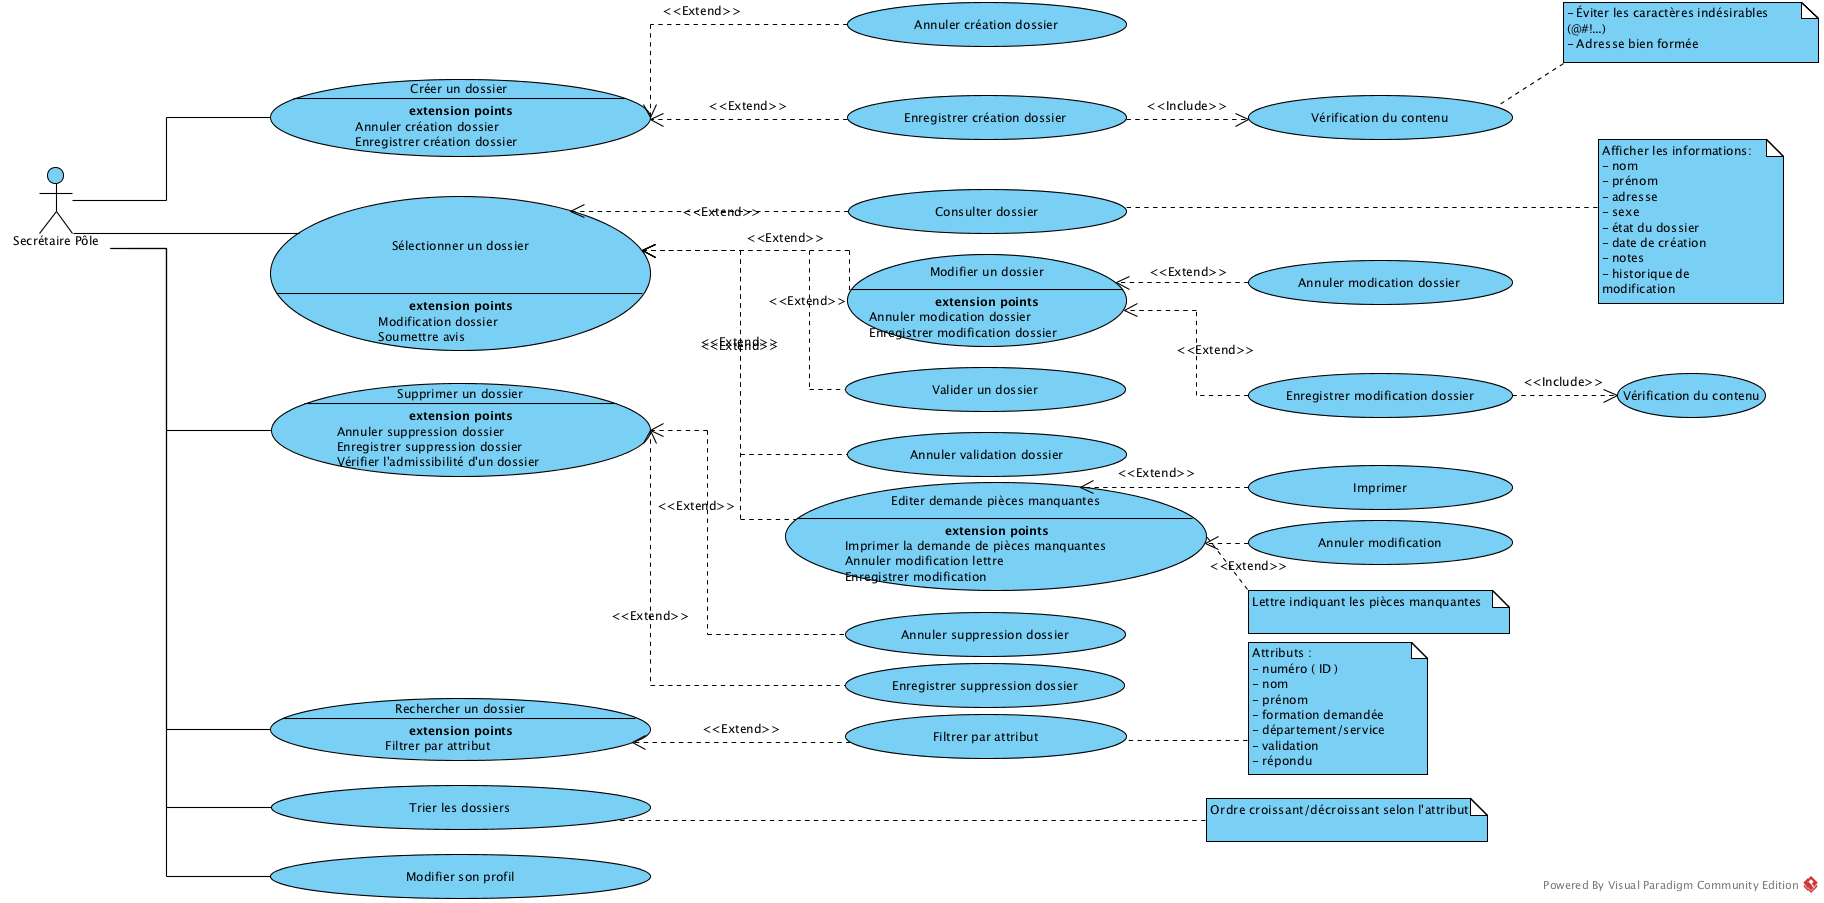 <<Extend>>
Annuler création dossier
- Éviter les caractères indésirables
(@#!...)
- Adresse bien formée
Créer un dossier
extension points
Annuler création dossier
Enregistrer création dossier
<<Extend>>
Enregistrer création dossier
<<Include>>
Vérification du contenu
Secrétaire Pôle
Sélectionner un dossier
extension points
Modification dossier
Soumettre avis
<<Extend>>
Consulter dossier
Afficher les informations:
- nom
- prénom
- adresse
- sexe
- état du dossier
- date de création
- notes
- historique de
modification
<<Extend>>
Modifier un dossier
extension points
Annuler modication dossier
Enregistrer modification dossier
<<Extend>>
Annuler modication dossier
<<Extend>>
<<Extend>>
<<Extend>>
<<Extend>>
Valider un dossier
Enregistrer modification dossier
<<Include>>
Vérification du contenu
Supprimer un dossier
extension points
Annuler suppression dossier
Enregistrer suppression dossier
Vérifier l'admissibilité d'un dossier
Annuler validation dossier
<<Extend>>
Imprimer
Editer demande pièces manquantes
extension points
Imprimer la demande de pièces manquantes
Annuler modification lettre
Enregistrer modification
Annuler modification
<<Extend>>
<<Extend>>
Lettre indiquant les pièces manquantes
<<Extend>>
Annuler suppression dossier
Enregistrer suppression dossier
Attributs :
- numéro ( ID )
- nom
- prénom
- formation demandée
- département/service
- validation
- répondu
Rechercher un dossier
extension points
Filtrer par attribut
<<Extend>>
Filtrer par attribut
Trier les dossiers
Ordre croissant/décroissant selon l'attribut
Modifier son profil
Powered By Visual Paradigm Community Edition